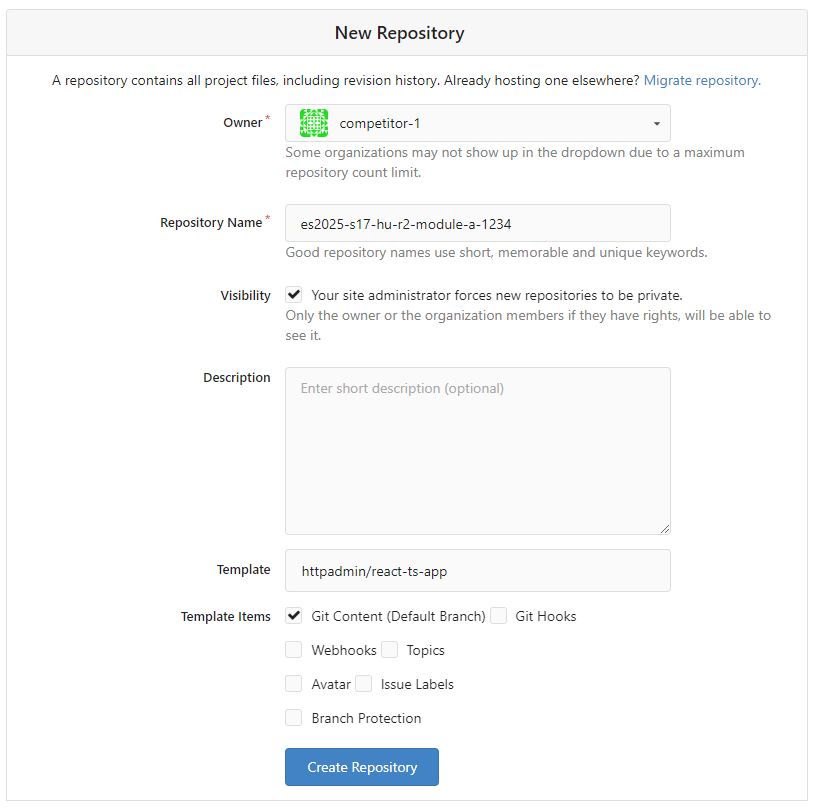 New Repository
A repository contains all project files, including revision history. Already hosting one elsewhere? Migrate repository.
Owner*
competitor-1
Some organizations may not show up in the dropdown due to a maximum
repository count limit.
Repository Name*
es2025-s17-hu-r2-module-a-1234
Good repository names use short, memorable and unique keywords.
Visibility
Your site administrator forces new repositories to be private.
Only the owner or the organization members if they have rights, will be able to
see it.
Description
Enter short description (optional)
Template
httpadmin/react-ts-app
Template Items
Git Content (Default Branch) Git Hooks
Webhooks Topics
Avatar Issue Labels
Branch Protection
Create Repository